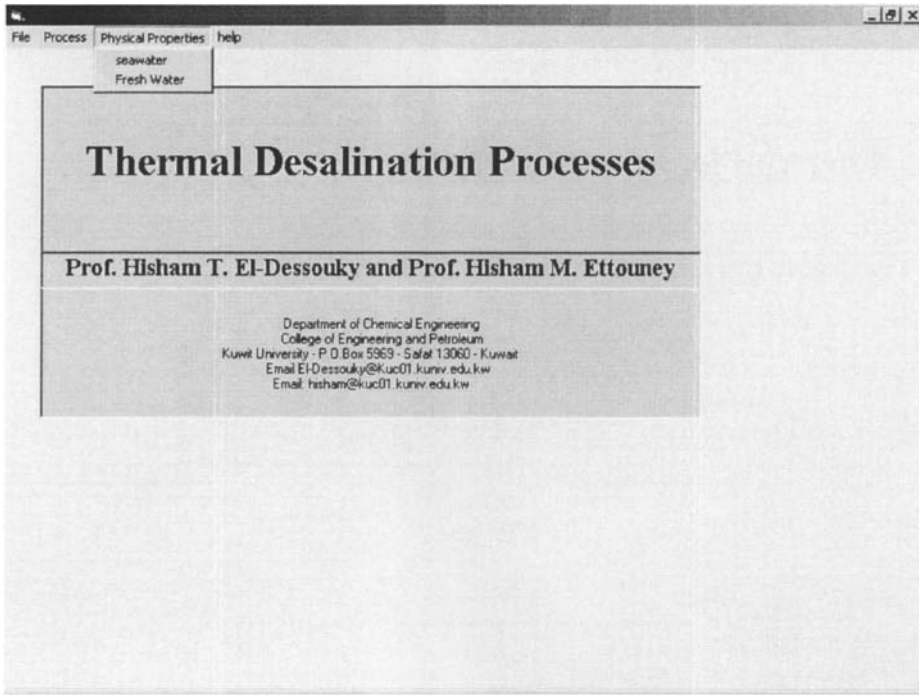 File Process Physical Properties help
seawater
Fresh Water
Thermal Desalination Processes
Prof. Hisham T. El-Dessouky and Prof. Hisham M. Ettouney
Department of Chemical Engineering
College of Engineering and Petroleum
Kuwit University - P.O.Box 5969 - Safat 13060 - Kuwait
Email El-Dessouky@Kuc01.kuniv.edu.kw
Email: hisham@kuc01.kuniv.edu.kw